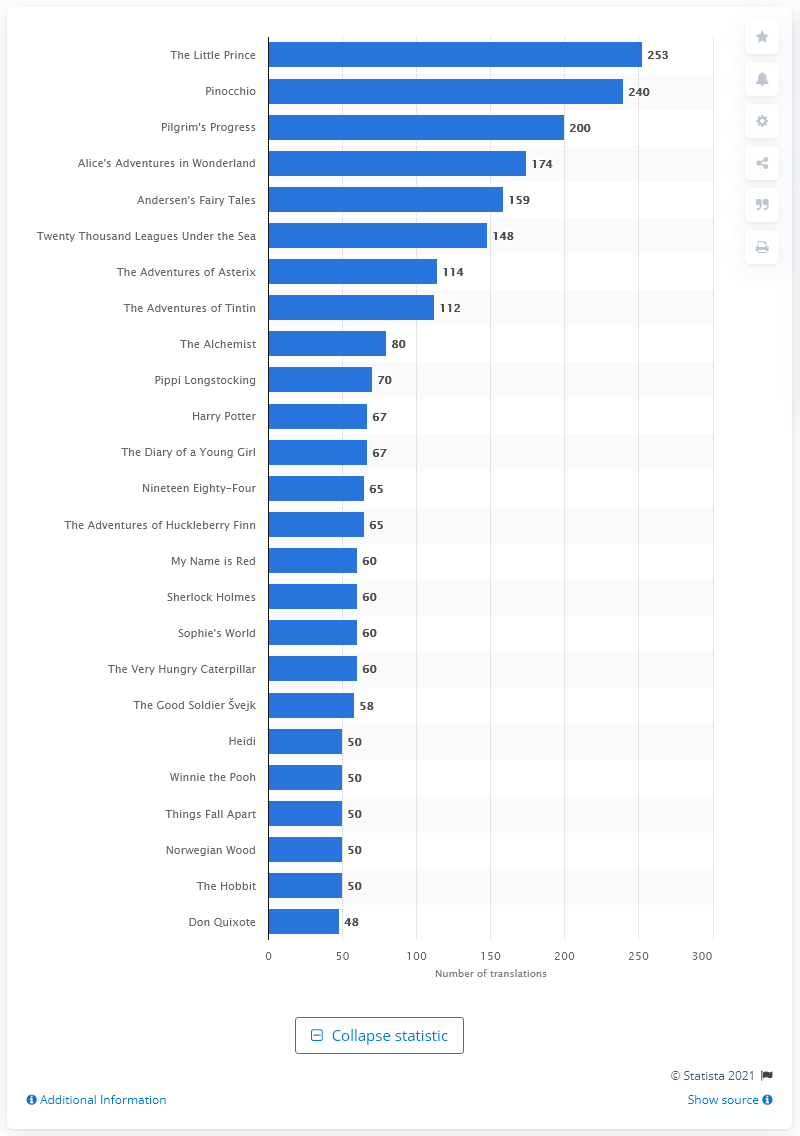 The Little Prince 253
Pinocchio 240
Pilgrim's Progress 200
Alice's Adventures in Wonderland 174
Andersen's Fairy Tales 159
Twenty Thousand Leagues Under the Sea 148
The Adventures of Asterix 114
The Adventures of Tintin 112
The Alchemist 80
Pippi Longstocking 70
Harry Potter 67
The Diary of a Young Girl 67
Nineteen Eighty-Four 65
The Adventures of Huckleberry Finn 65
My Name is Red 60
Sherlock Holmes 60
Sophie's World 60
The Very Hungry Caterpillar 60
The Good Soldier Švejk 58
Heidi 50
Winnie the Pooh 50
Things Fall Apart 50
Norwegian Wood 50
The Hobbit 50
Don Quixote 48
0 50 100 150 200 250 300
Number of translations
Collapse statistic
© Statista 2021
Additional Information Show source